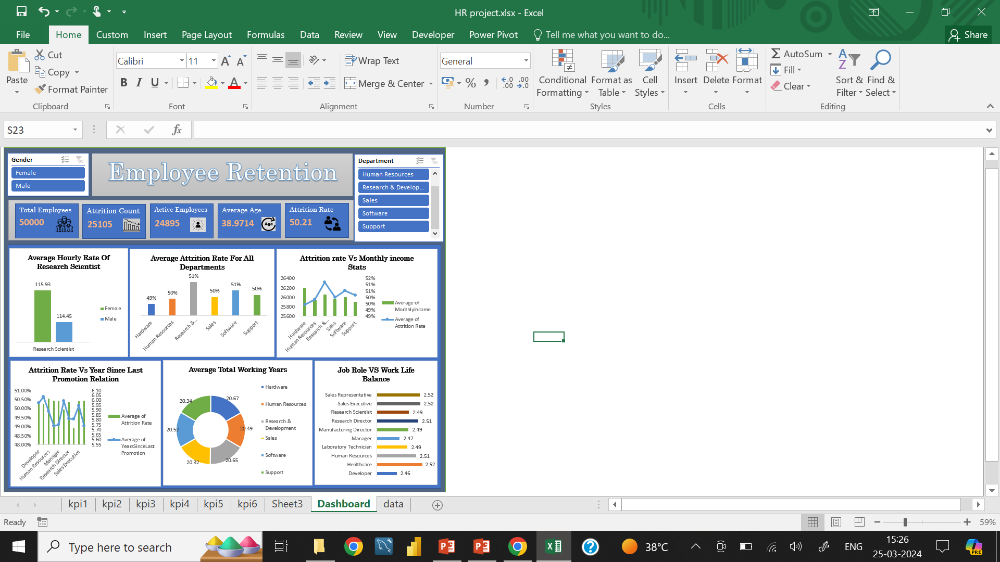 HR project.xlsx - Excel
File
Home
Custom
Insert
Page Layout
Formulas
Data
Review
View
Developer
Power Pivot
Tell me what you want to do...
Share
Paste
Cut
Copy
Format Painter
Clipboard
Calibri
11
B I U
Font
Wrap Text
Merge & Center
Alignment
General
Number
Conditional
Formatting
Format as
Table
Cell
Styles
Styles
Insert
Delete
Format
Cells
AutoSum
Fill
Clear
Sort &
Filter
Find &
Select
Editing
S23
fx
Gender
Female
Male
Employee Retention
Department
Human Resources
Research & Develop...
Sales
Software
Support
Total Employees
50000
Attrition Count
25105
Active Employees
24895
Average Age
38.9714
Age
Attrition Rate
50.21
Average Hourly Rate Of
Research Scientist
115.93
114.45
Female
Male
Research Scientist
Average Attrition Rate For All
Departments
49%
50%
51%
50%
51%
50%
Hardware
Human Resources
Research &...
Sales
Software
Support
Attrition rate Vs Monthly income
Stats
26400
26200
26000
25800
25600
52%
51%
51%
50%
50%
49%
49%
Hardware
Human Resources
Research &...
Sales
Software
Support
Average of
MonthlyIncome
Average of
Attrition Rate
Attrition Rate Vs Year Since Last
Promotion Relation
51.00%
50.50%
50.00%
49.50%
49.00%
48.50%
48.00%
6.10
6.05
6.00
5.95
5.90
5.85
5.80
5.75
5.70
5.65
5.60
5.55
Developer
Human Resources
Manager
Research Director
Sales Executive
Average of
Attrition Rate
Average of
YearsSinceLast
Promotion
Average Total Working Years
20.34
20.67
20.52
20.49
20.32
20.65
Hardware
Human Resources
Research &
Development
Sales
Software
Support
Job Role VS Work Life
Balance
Sales Representative 2.52
Sales Executive 2.52
Research Scientist 2.49
Research Director 2.51
Manufacturing Director 2.49
Manager 2.47
Laboratory Technician 2.49
Human Resources 2.51
Healthcare... 2.52
Developer 2.46
kpi1
kpi2
kpi3
kpi4
kpi5
kpi6
Sheet3
Dashboard
data
Ready
59%
Type here to search
38°C
ENG
15:26
25-03-2024
PRE